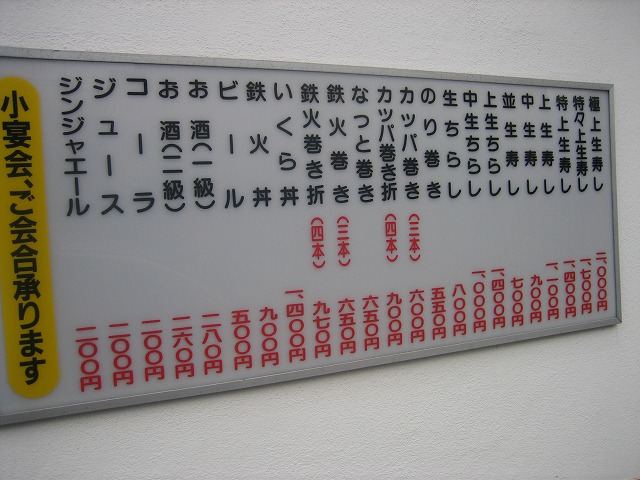 極上生寿し 二、〇〇〇円
特々上生寿し 一、七〇〇円
特上生寿し 一、四〇〇円
上生寿し 一、一〇〇円
中生寿し 九〇〇円
並生寿し 七〇〇円
上生ちらし 一、四〇〇円
中生ちらし 一、〇〇〇円
生ちらし 八〇〇円
のり巻き 五五〇円
カッパ巻き(三本) 六〇〇円
カッパ巻き折(四本) 九〇〇円
なっと巻き 六五〇円
鉄火巻き(三本) 六五〇円
鉄火巻き折(四本) 九七〇円
いくら丼 一、四〇〇円
鉄火丼 九〇〇円
ビール 五〇〇円
お酒(一級) 二八〇円
お酒(二級) 二六〇円
コーラ 二〇〇円
ジュース 二〇〇円
ジンジャエール 二〇〇円
小宴会、ご会合承ります